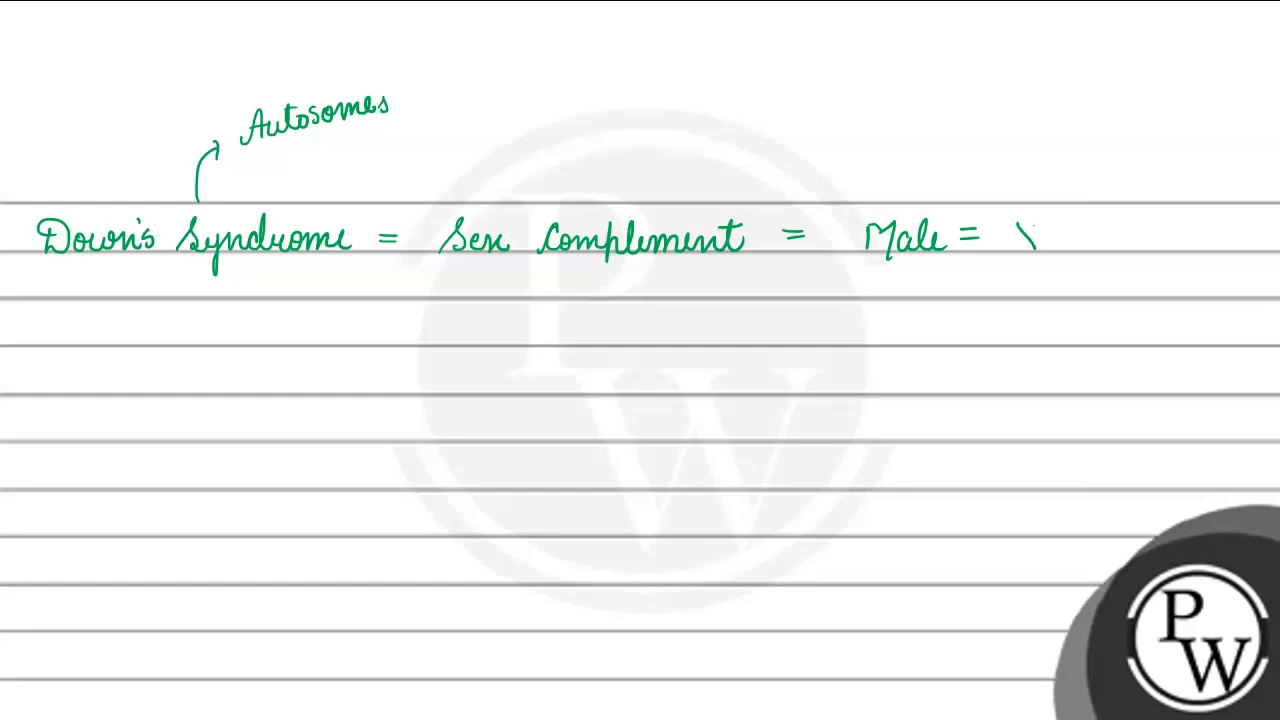 Autosomes
Down's Syndrome = Sex Complement = Male = \
P
W
P
W